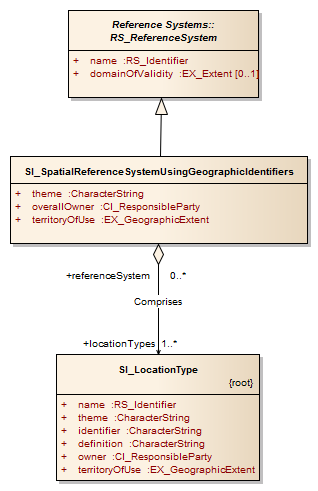 Reference Systems::
RS_ReferenceSystem
+ name :RS_Identifier
+ domainOfValidity :EX_Extent [0..1]
SI_SpatialReferenceSystemUsingGeographicIdentifiers
+ theme :CharacterString
+ overallOwner :CI_ResponsibleParty
+ territoryOfUse :EX_GeographicExtent
+referenceSystem 0..*
Comprises
+locationTypes 1..*
SI_LocationType
{root}
+ name :RS_Identifier
+ theme :CharacterString
+ identifier :CharacterString
+ definition :CharacterString
+ owner :CI_ResponsibleParty
+ territoryOfUse :EX_GeographicExtent